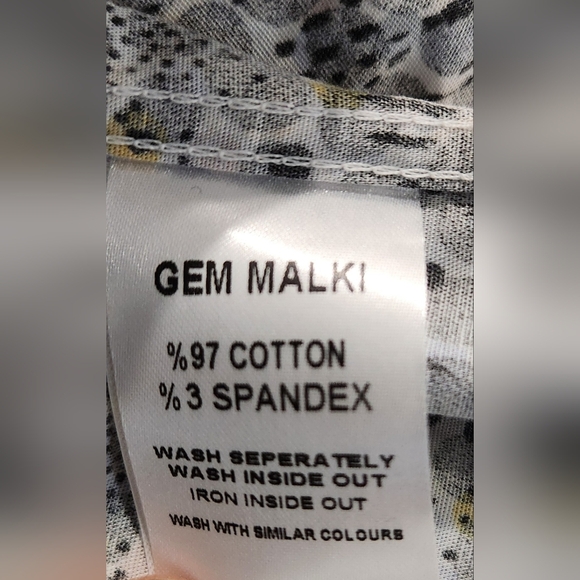 GEM MALKI
%97 COTTON
%3 SPANDEX
WASH SEPERATELY
WASH INSIDE OUT
IRON INSIDE OUT
WASH WITH SIMILAR COLOURS